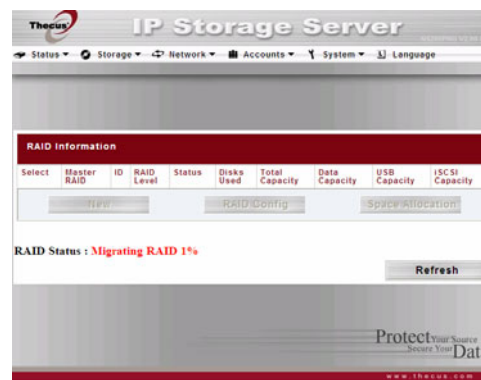 Thecus
IP Storage Server
Status Storage Network Accounts System Language
RAID Information
Select Master RAID ID RAID Level Status Disks Used Total Capacity Data Capacity USB Capacity iSCSI Capacity
New RAID Config Space Allocation
RAID Status : Migrating RAID 1%
Refresh
Protect Your Source
Secure Your Dat
www.thecus.com